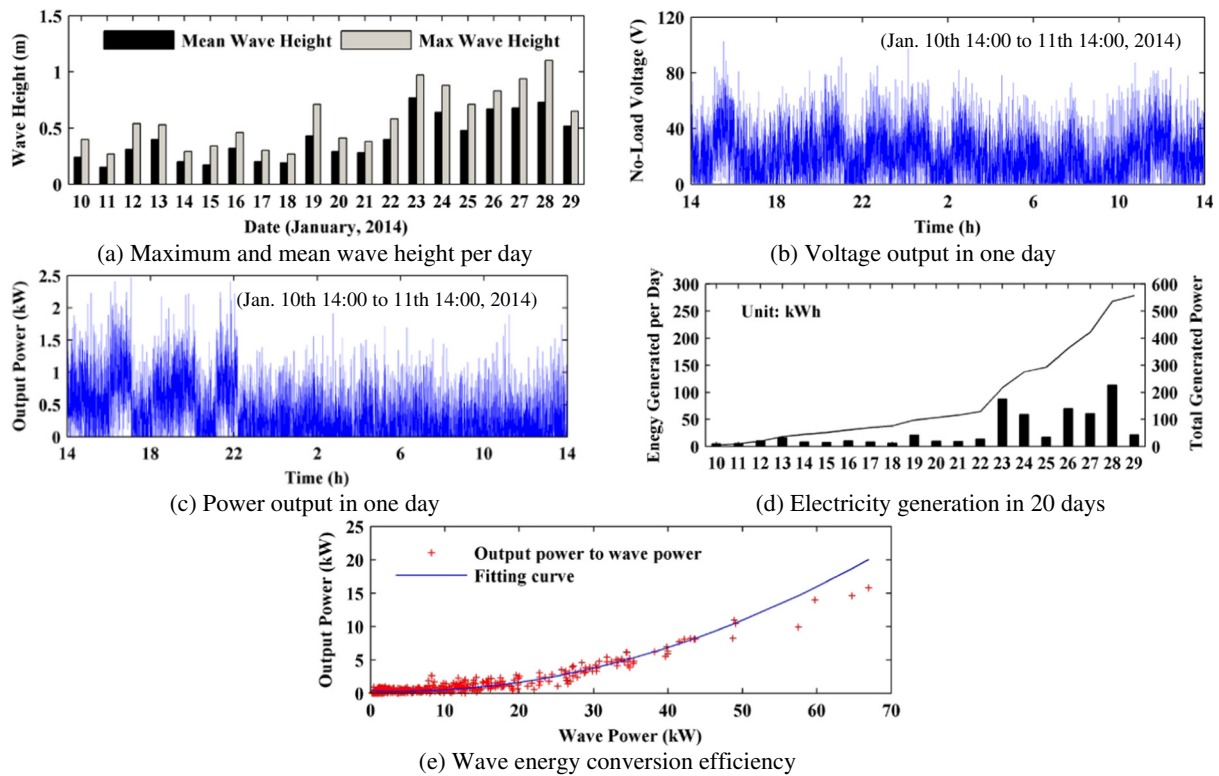 1.5
1
0.5
0
Wave Height (m)
Mean Wave Height Max Wave Height
10 11 12 13 14 15 16 17 18 19 20 21 22 23 24 25 26 27 28 29
Date (January, 2014)
(a) Maximum and mean wave height per day
120
80
40
0
No-Load Voltage (V)
(Jan. 10th 14:00 to 11th 14:00, 2014)
14 18 22 2 6 10 14
Time (h)
(b) Voltage output in one day
2.5
2
1.5
1
0.5
0
Output Power (kW)
(Jan. 10th 14:00 to 11th 14:00, 2014)
14 18 22 2 6 10 14
Time (h)
(c) Power output in one day
300
250
200
150
100
50
0
Enegy Generated per Day
Unit: kWh
600
500
400
300
200
100
0
Total Generated Power
10 11 12 13 14 15 16 17 18 19 20 21 22 23 24 25 26 27 28 29
(d) Electricity generation in 20 days
25
20
15
10
5
0
Output Power (kW)
Output power to wave power
Fitting curve
0 10 20 30 40 50 60 70
Wave Power (kW)
(e) Wave energy conversion efficiency